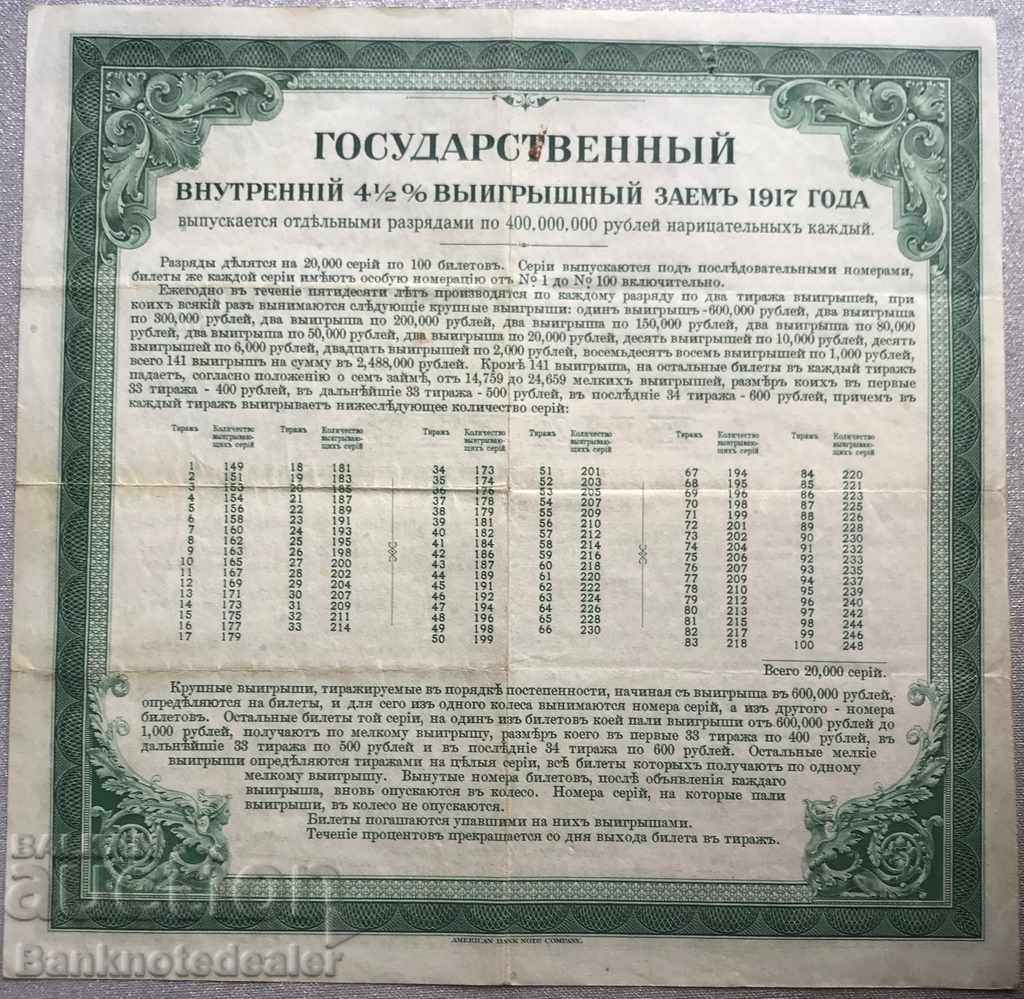 ГОСУДАРСТВЕННЫЙ
ВНУТРЕННІЙ 4½% ВЫИГРЫШНЫЙ ЗАЕМЪ 1917 ГОДА
выпускается отдѣльными разрядами по 400,000,000 рублей нарицательныхъ каждый.
Разряды дѣлятся на 20,000 серій по 100 билетовъ. Серіи выпускаются подъ послѣдовательными номерами,
билеты же каждой серіи имѣютъ особую номерацію отъ № 1 до № 100 включительно.
Ежегодно въ теченіе пятидесяти лѣтъ производятся по каждому разряду по два тиража выигрышей, при
коихъ всякій разъ вынимаются слѣдующіе крупные выигрыши: одинъ выигрышъ-600,000 рублей, два выигрыша
по 300,000 рублей, два выигрыша по 200,000 рублей, два выигрыша по 150,000 рублей, два выигрыша по 80,000
рублей, два выигрыша по 50,000 рублей, два выигрыша по 20,000 рублей, десять выигрышей по 10,000 рублей, десять
выигрышей по 6,000 рублей, двадцать выигрышей по 2,000 рублей, восемьдесятъ восемь выигрышей по 1,000 рублей,
всего 141 выигрышъ на сумму въ 2,488,000 рублей. Кромѣ 141 выигрыша, на остальные билеты въ каждый тиражъ
падаетъ, согласно положенію о семъ займѣ, отъ 14,759 до 24,659 мелкихъ выигрышей, размѣръ коихъ въ первые
33 тиража - 400 рублей, въ дальнѣйшіе 33 тиража - 500 рублей, въ послѣдніе 34 тиража - 600 рублей, причемъ въ
каждый тиражъ выигрываетъ нижеслѣдующее количество серій:
Тиражъ Количество выигрывающихъ серій Тиражъ Количество выигрывающихъ серій Тиражъ Количество выигрывающихъ серій Тиражъ Количество выигрывающихъ серій Тиражъ Количество выигрывающихъ серій Тиражъ Количество выигрывающихъ серій
1 149 18 181 34 173 51 201 67 194 84 220
2 151 19 183 35 174 52 203 68 195 85 221
3 153 20 185 36 176 53 205 69 196 86 223
4 154 21 187 37 178 54 207 70 198 87 225
5 156 22 189 38 179 55 209 71 199 88 226
6 158 23 191 39 181 56 210 72 201 89 228
7 160 24 193 40 182 57 212 73 202 90 230
8 162 25 195 41 184 58 214 74 204 91 232
9 163 26 198 42 186 59 216 75 206 92 233
10 165 27 200 43 187 60 218 76 207 93 235
11 167 28 202 44 189 61 220 77 209 94 237
12 169 29 204 45 191 62 222 78 210 95 239
13 171 30 207 46 192 63 224 79 212 96 240
14 173 31 209 47 194 64 226 80 213 97 242
15 175 32 211 48 196 65 228 81 215 98 244
16 177 33 214 49 198 66 230 82 217 99 246
17 179 50 199 83 218 100 248
Всего 20,000 серій.
Крупные выигрыши, тиражируемые въ порядкѣ постепенности, начиная съ выигрыша въ 600,000 рублей,
опредѣляются на билеты, и для сего изъ одного колеса вынимаются номера серій, а изъ другого - номера
билетовъ. Остальные билеты той серіи, на одинъ изъ билетовъ коей пали выигрыши отъ 600,000 рублей до
1,000 рублей, получаютъ по мелкому выигрышу, размѣръ коего въ первые 33 тиража по 400 рублей, въ
дальнѣйшіе 33 тиража по 500 рублей и въ послѣдніе 34 тиража по 600 рублей. Остальные мелкіе
выигрыши опредѣляются тиражами на цѣлыя серіи, всѣ билеты которыхъ получаютъ по одному
мелкому выигрышу. Вынутые номера билетовъ, послѣ объявленія каждаго
выигрыша, вновь опускаются въ колесо. Номера серій, на которые пали
выигрыши, въ колесо не опускаются.
Билеты погашаются упавшими на нихъ выигрышами.
Теченіе процентовъ прекращается со дня выхода билета въ тиражъ.
AMERICAN BANK NOTE COMPANY.
BALKAN
auction
Banknotedealer